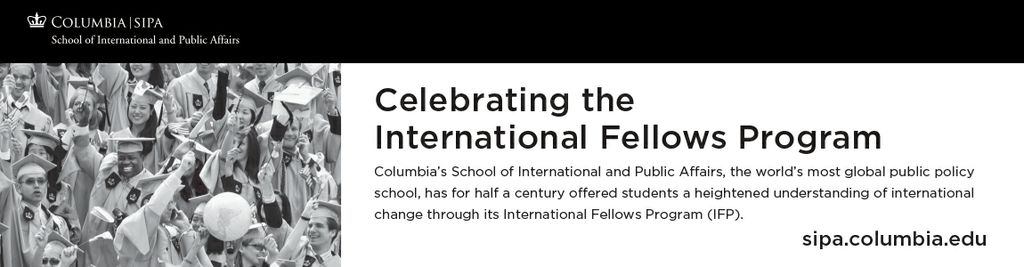 COLUMBIA | SIPA
School of International and Public Affairs
Celebrating the
International Fellows Program
Columbia's School of International and Public Affairs, the world's most global public policy
school, has for half a century offered students a heightened understanding of international
change through its International Fellows Program (IFP).
sipa.columbia.edu